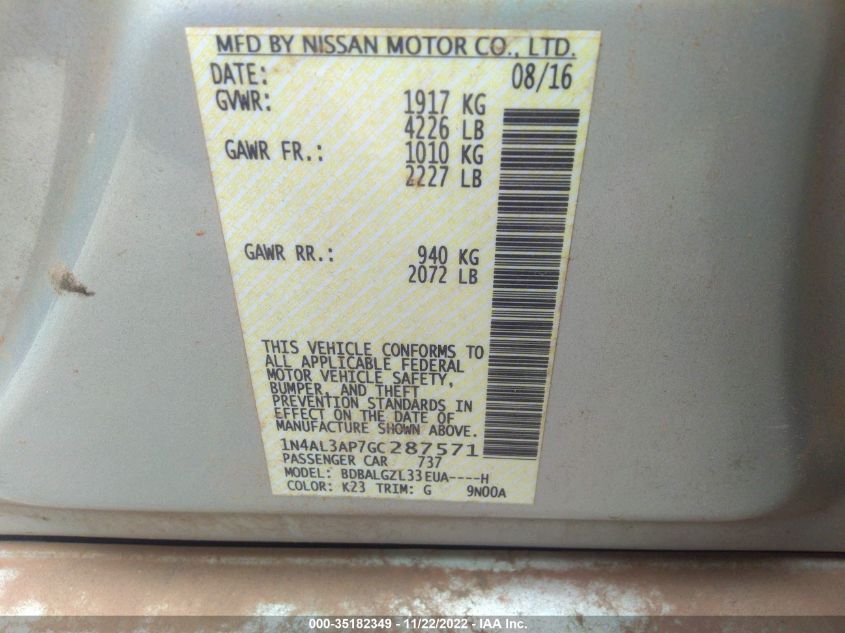 MFD BY NISSAN MOTOR CO., LTD.
DATE: 08/16
GVWR: 1917 KG
4226 LB
GAWR FR.: 1010 KG
2227 LB
GAWR RR.: 940 KG
2072 LB
THIS VEHICLE CONFORMS TO
ALL APPLICABLE FEDERAL
MOTOR VEHICLE SAFETY,
BUMPER, AND THEFT
PREVENTION STANDARDS IN
EFFECT ON THE DATE OF
MANUFACTURE SHOWN ABOVE.
1N4AL3AP7GC287571
PASSENGER CAR 737
MODEL: BDBALGZL33EUA----H
COLOR: K23 TRIM: G 9N00A
000-35182349 - 11/22/2022 - IAA Inc.